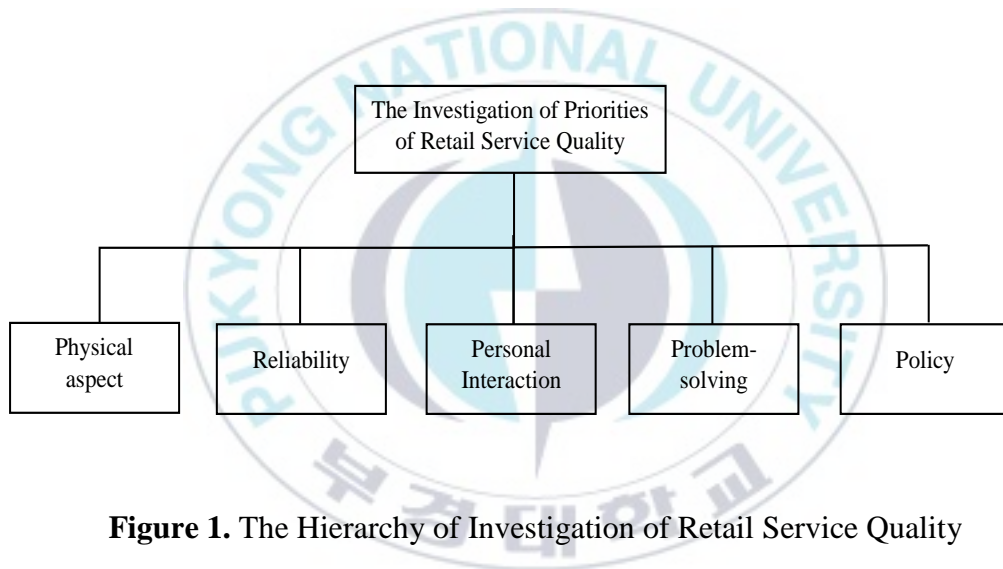 PUKYONG NATIONAL UNIVERSITY
The Investigation of Priorities
of Retail Service Quality
Physical
aspect
Reliability
Personal
Interaction
Problem-
solving
Policy
부경대학교
Figure 1. The Hierarchy of Investigation of Retail Service Quality